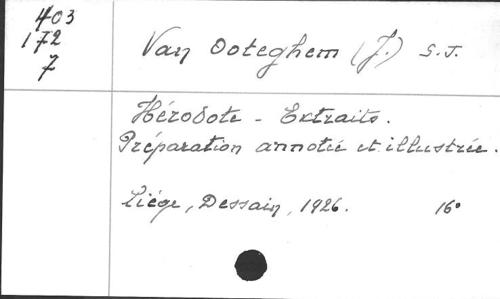 403
172
7
Van Ooteghem (J.) S.J.
Hérodote - Extraits.
Préparation annotée et illustrée.
Liége, Dessain, 1926. 16°